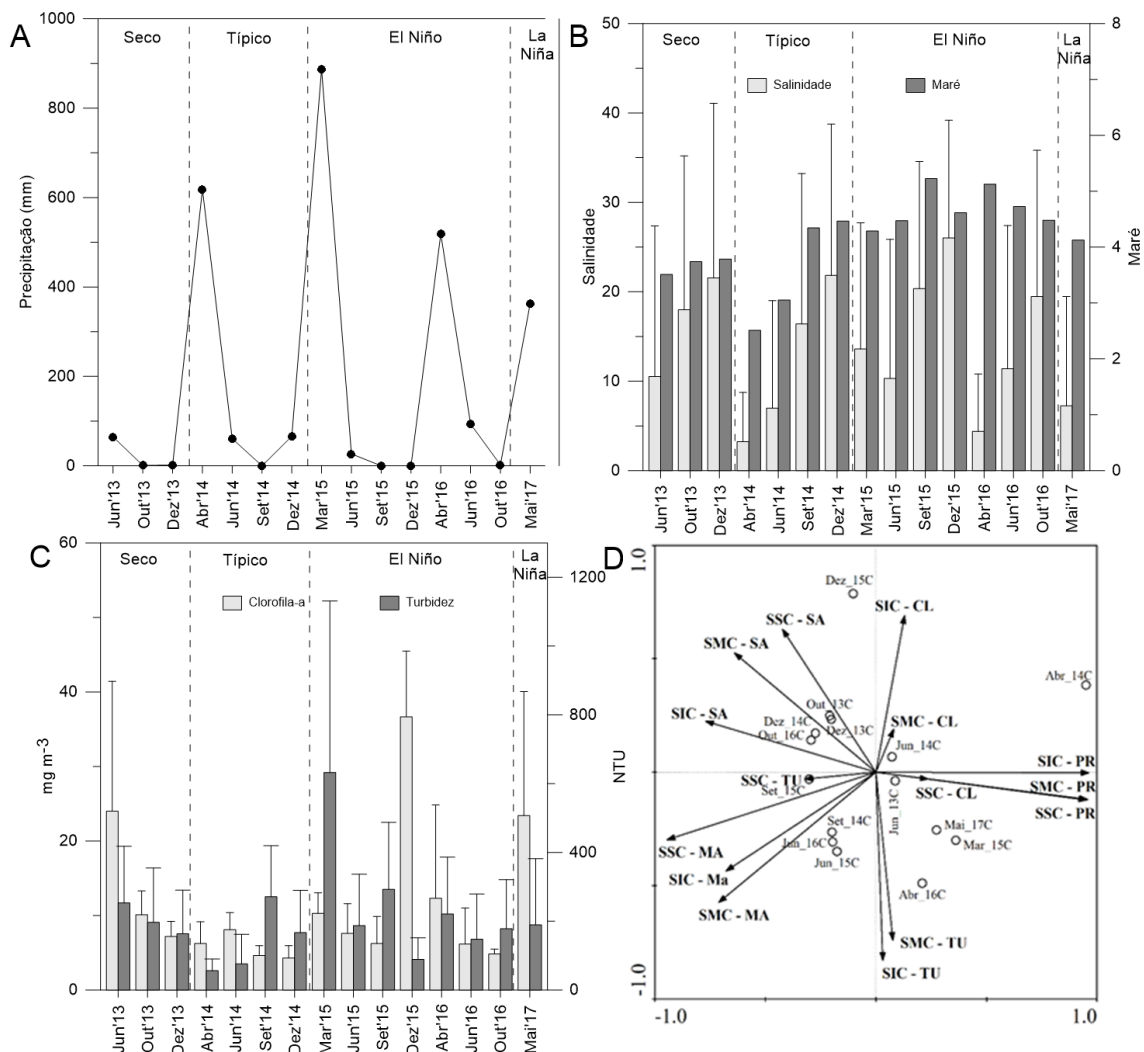 A
Seco
Típico
El Niño
La
Niña
Precipitação (mm)
1000
800
600
400
200
0
Jun'13
Out'13
Dez'13
Abr'14
Jun'14
Set'14
Dez'14
Mar'15
Jun'15
Set'15
Dez'15
Abr'16
Jun'16
Out'16
Mai'17
B
Seco
Típico
El Niño
La
Niña
Salinidade
Maré
Salinidade
50
40
30
20
10
0
Maré
8
6
4
2
0
Jun'13
Out'13
Dez'13
Abr'14
Jun'14
Set'14
Dez'14
Mar'15
Jun'15
Set'15
Dez'15
Abr'16
Jun'16
Out'16
Mai'17
C
Seco
Típico
El Niño
La
Niña
Clorofila-a
Turbidez
mg m-3
60
40
20
0
NTU
1200
800
400
0
Jun'13
Out'13
Dez'13
Abr'14
Jun'14
Set'14
Dez'14
Mar'15
Jun'15
Set'15
Dez'15
Abr'16
Jun'16
Out'16
Mai'17
D
1.0
-1.0
-1.0
1.0
Dez_15C
SIC - CL
SSC - SA
SMC - SA
Abr_14C
SIC - SA
Out_13C
Dez_14C
Dez_13C
Out_16C
SMC - CL
Jun_14C
SIC - PR
SSC - TU
Set_15C
SMC - PR
SSC - CL
SSC - PR
Jun_13C
Set_14C
Mai_17C
Jun_16C
Mar_15C
SSC - MA
Jun_15C
SIC - Ma
Abr_16C
SMC - MA
SMC - TU
SIC - TU